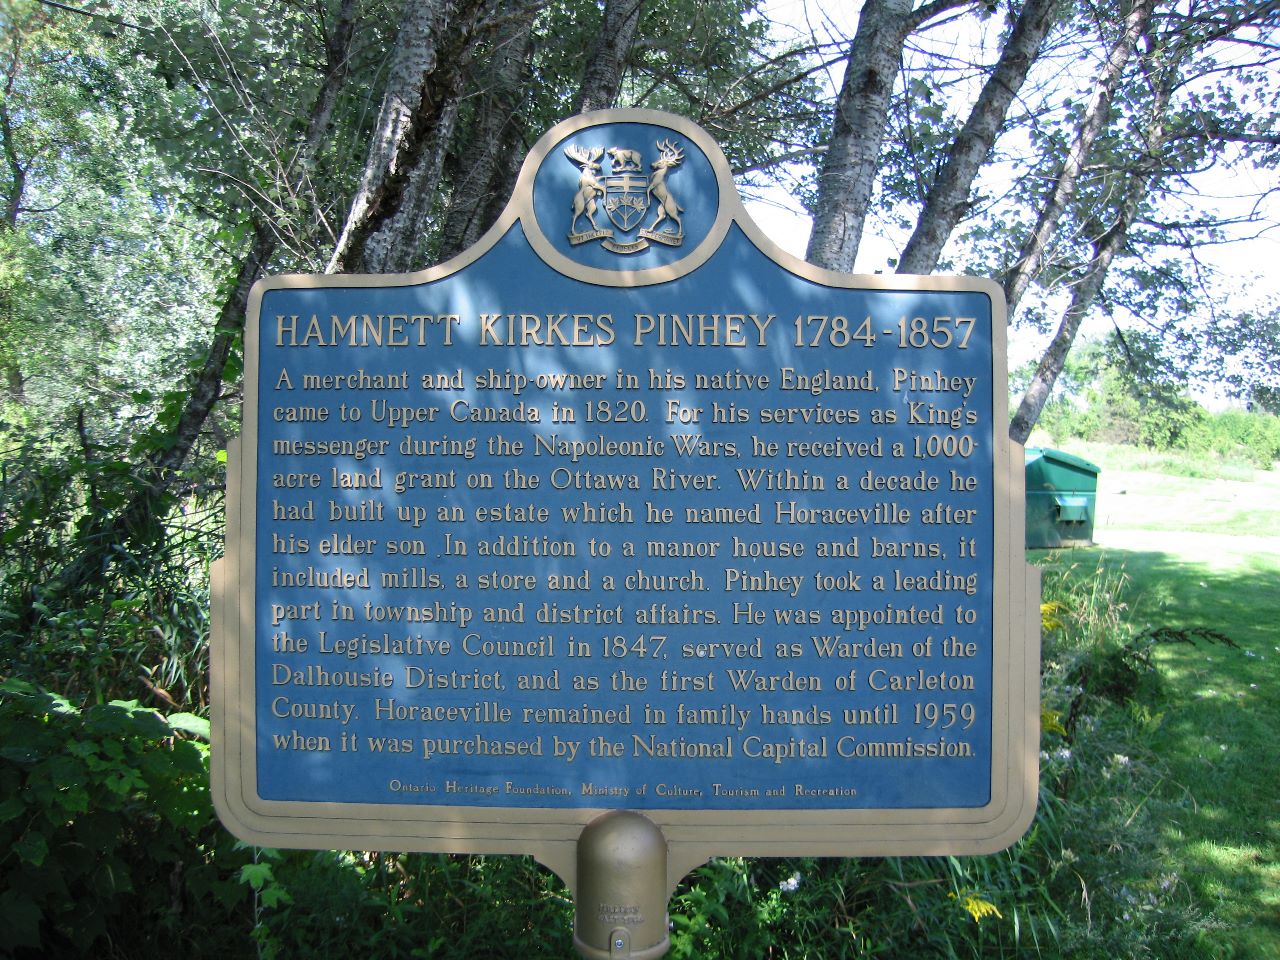 HAMNETT KIRKES PINHEY 1784-1857
A merchant and ship-owner in his native England, Pinhey
came to Upper Canada in 1820. For his services as King's
messenger during the Napoleonic Wars, he received a 1,000-
acre land grant on the Ottawa River. Within a decade he
had built up an estate which he named Horaceville after
his elder son. In addition to a manor house and barns, it
included mills, a store and a church. Pinhey took a leading
part in township and district affairs. He was appointed to
the Legislative Council in 1847, served as Warden of the
Dalhousie District, and as the first Warden of Carleton
County. Horaceville remained in family hands until 1959
when it was purchased by the National Capital Commission.
Ontario Heritage Foundation, Ministry of Culture, Tourism and Recreation